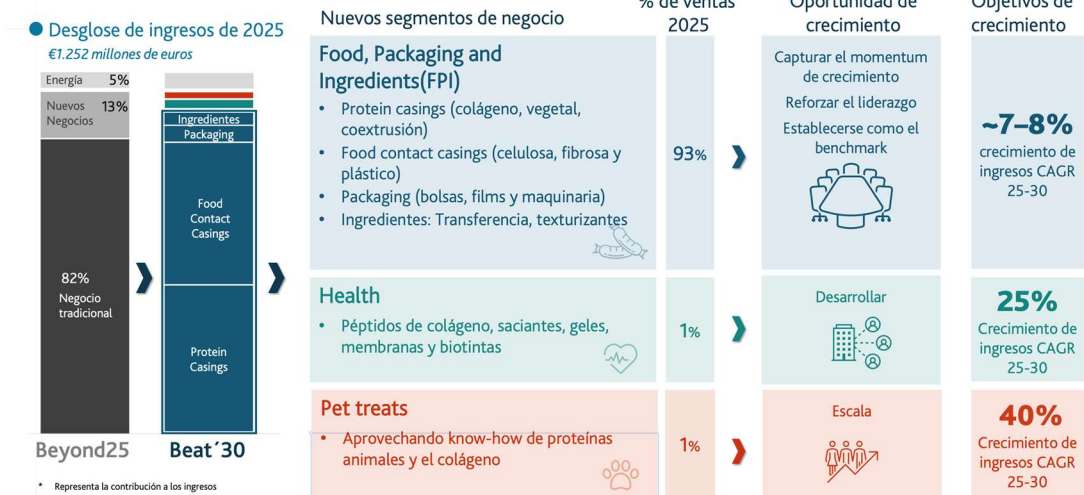 Desglose de ingresos de 2025
€1.252 millones de euros
Energía 5%
Nuevos 13%
Negocios
82%
Negocio
tradicional
Beyond25
Ingredientes
Packaging
Food
Contact
Casings
Protein
Casings
Beat´30
* Representa la contribución a los ingresos
Nuevos segmentos de negocio
% de ventas
2025
Oportunidad de
crecimiento
Objetivos de
crecimiento
Food, Packaging and
Ingredients(FPI)
• Protein casings (colágeno, vegetal,
coextrusión)
• Food contact casings (celulosa, fibrosa y
plástico)
• Packaging (bolsas, films y maquinaria)
• Ingredientes: Transferencia, texturizantes
93%
Capturar el momentum
de crecimiento
Reforzar el liderazgo
Establecerse como el
benchmark
~7–8%
crecimiento de
ingresos CAGR
25-30
Health
• Péptidos de colágeno, saciantes, geles,
membranas y biotintas
1%
Desarrollar
25%
Crecimiento de
ingresos CAGR
25-30
Pet treats
• Aprovechando know-how de proteínas
animales y el colágeno
1%
Escala
40%
Crecimiento de
ingresos CAGR
25-30